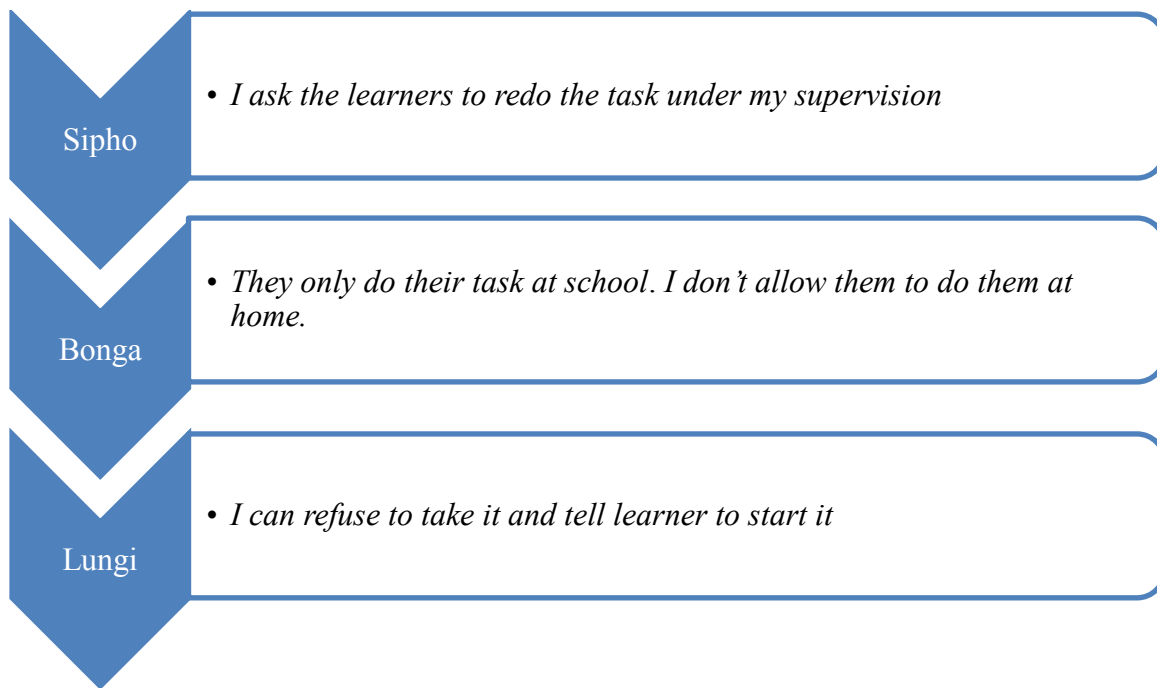 Sipho
• I ask the learners to redo the task under my supervision
Bonga
• They only do their task at school. I don’t allow them to do them at
home.
Lungi
• I can refuse to take it and tell learner to start it